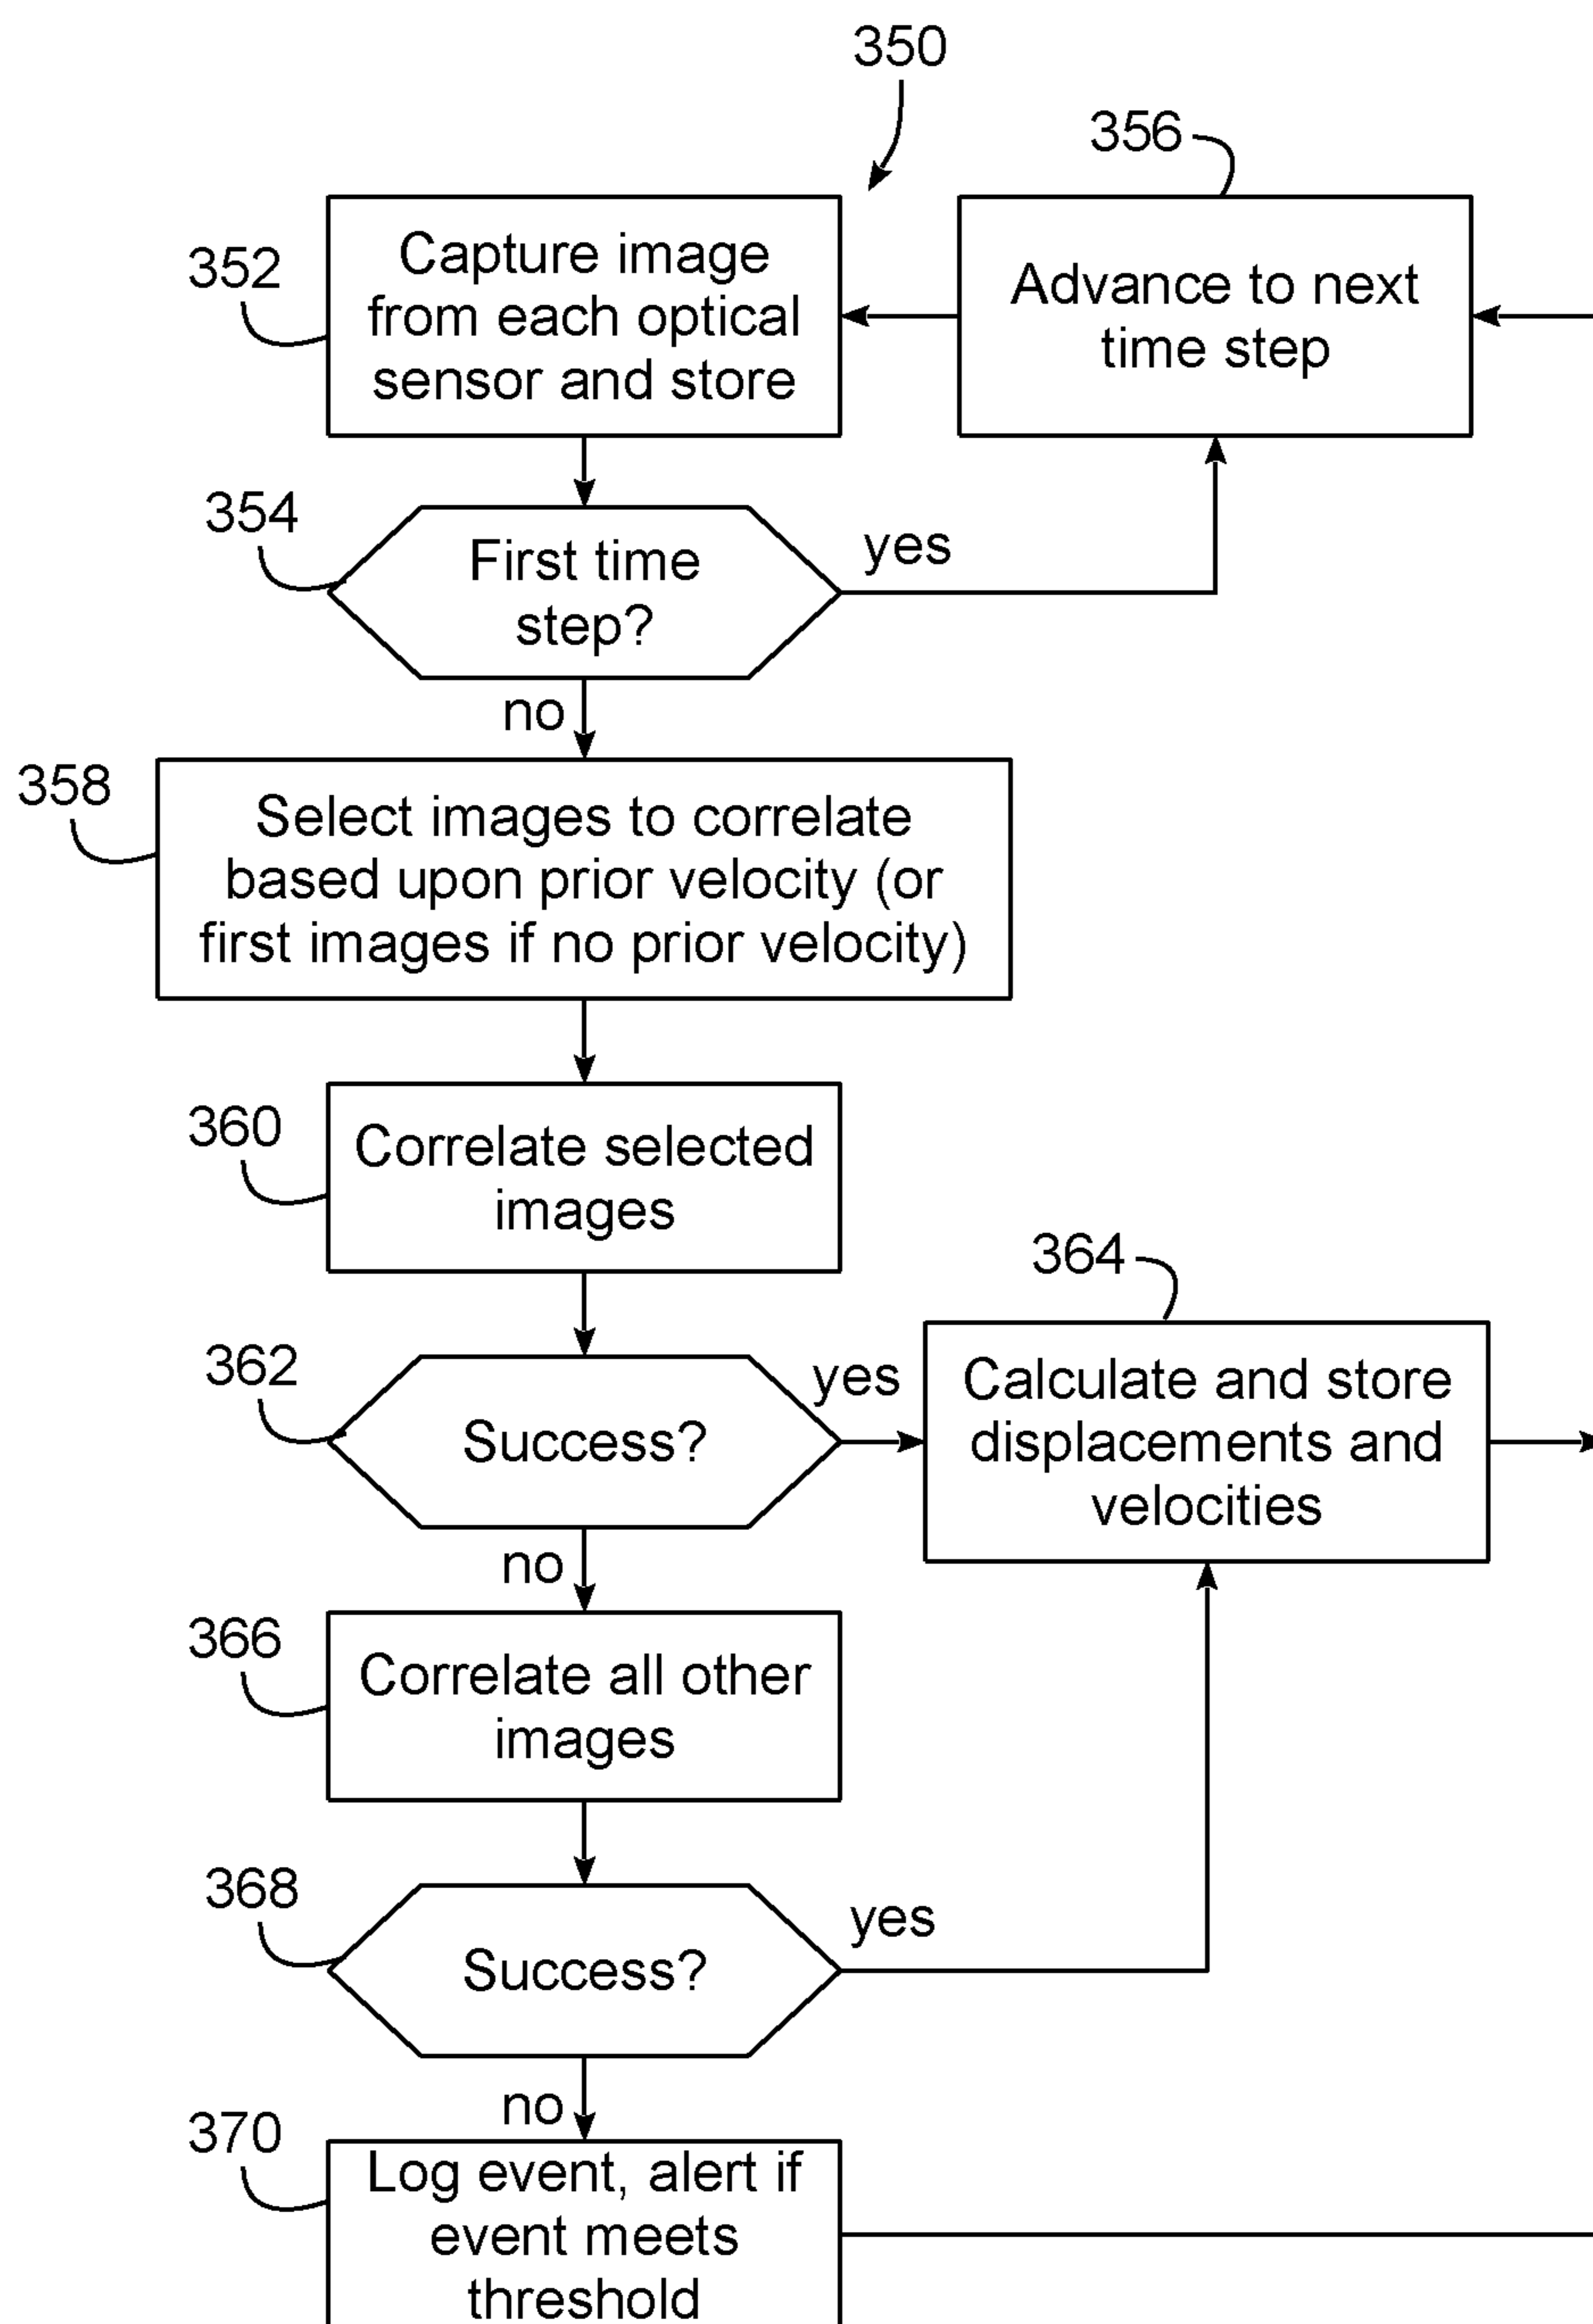 350
356
352
Capture image
from each optical
sensor and store
Advance to next
time step
354
First time
step?
yes
no
358
Select images to correlate
based upon prior velocity (or
first images if no prior velocity)
360
Correlate selected
images
364
362
Success?
yes
Calculate and store
displacements and
velocities
no
366
Correlate all other
images
368
Success?
yes
no
370
Log event, alert if
event meets
threshold